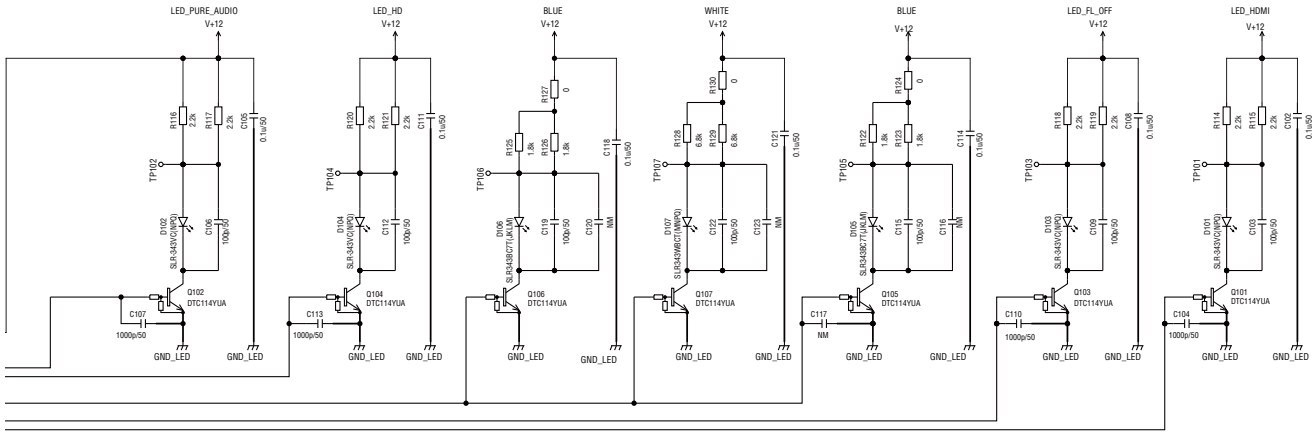 LED_PURE_AUDIO
V+12
R116
2.2k
R117
2.2k
C105
0.1u/50
TP102
D102
SLR-343VC(NPQ)
C106
100p/50
Q102
DTC114YUA
C107
1000p/50
GND_LED
GND_LED
LED_HD
V+12
R120
2.2k
R121
2.2k
C111
0.1u/50
TP104
D104
SLR-343VC(NPQ)
C112
100p/50
Q104
DTC114YUA
C113
1000p/50
GND_LED
GND_LED
BLUE
V+12
R127
0
R125
1.8k
R126
1.8k
C118
0.1u/50
TP106
D106
SLR343BC7T(JKLM)
C119
100p/50
C120
NM
Q106
DTC114YUA
GND_LED
GND_LED
WHITE
V+12
R130
0
R128
6.8k
R129
6.8k
C121
0.1u/50
TP107
D107
SLR343WBCT(MNPQ)
C122
100p/50
C123
NM
Q107
DTC114YUA
GND_LED
GND_LED
BLUE
V+12
R124
0
R122
1.8k
R123
1.8k
C114
0.1u/50
TP105
D105
SLR343BC7T(JKLM)
C115
100p/50
C116
NM
Q105
DTC114YUA
C117
NM
GND_LED
GND_LED
LED_FL_OFF
V+12
R118
2.2k
R119
2.2k
C108
0.1u/50
TP103
D103
SLR-343VC(NPQ)
C109
100p/50
Q103
DTC114YUA
C110
1000p/50
GND_LED
GND_LED
LED_HDMI
V+12
R114
2.2k
R115
2.2k
C102
0.1u/50
TP101
D101
SLR-343VC(NPQ)
C103
100p/50
Q101
DTC114YUA
C104
1000p/50
GND_LED
GND_LED